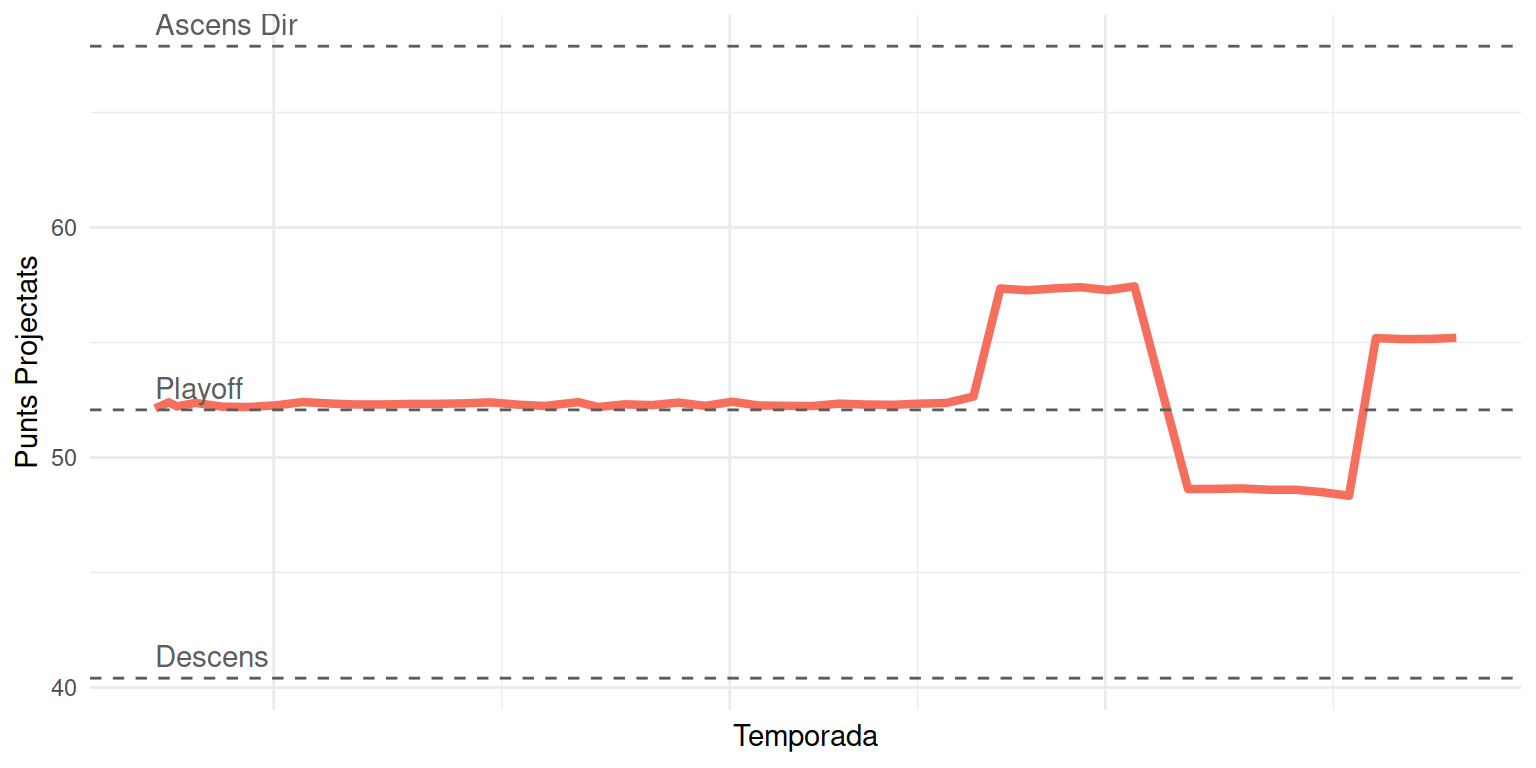 Ascens Dir
60
Playoff
50
Descens
40
Punts Projectats
Temporada